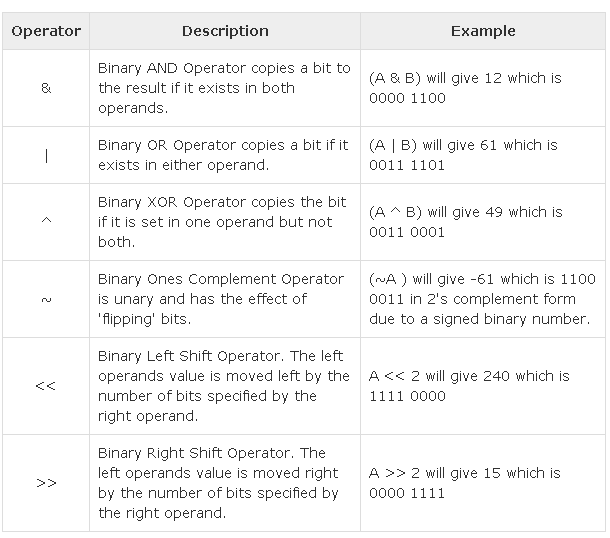 Operator Description Example
&
Binary AND Operator copies a bit to
the result if it exists in both
operands.
(A & B) will give 12 which is
0000 1100
|
Binary OR Operator copies a bit if it
exists in either operand.
(A | B) will give 61 which is
0011 1101
^
Binary XOR Operator copies the bit
if it is set in one operand but not
both.
(A ^ B) will give 49 which is
0011 0001
~
Binary Ones Complement Operator
is unary and has the effect of
'flipping' bits.
(~A ) will give -61 which is 1100
0011 in 2's complement form
due to a signed binary number.
<<
Binary Left Shift Operator. The left
operands value is moved left by the
number of bits specified by the
right operand.
A << 2 will give 240 which is
1111 0000
>>
Binary Right Shift Operator. The
left operands value is moved right
by the number of bits specified by
the right operand.
A >> 2 will give 15 which is
0000 1111